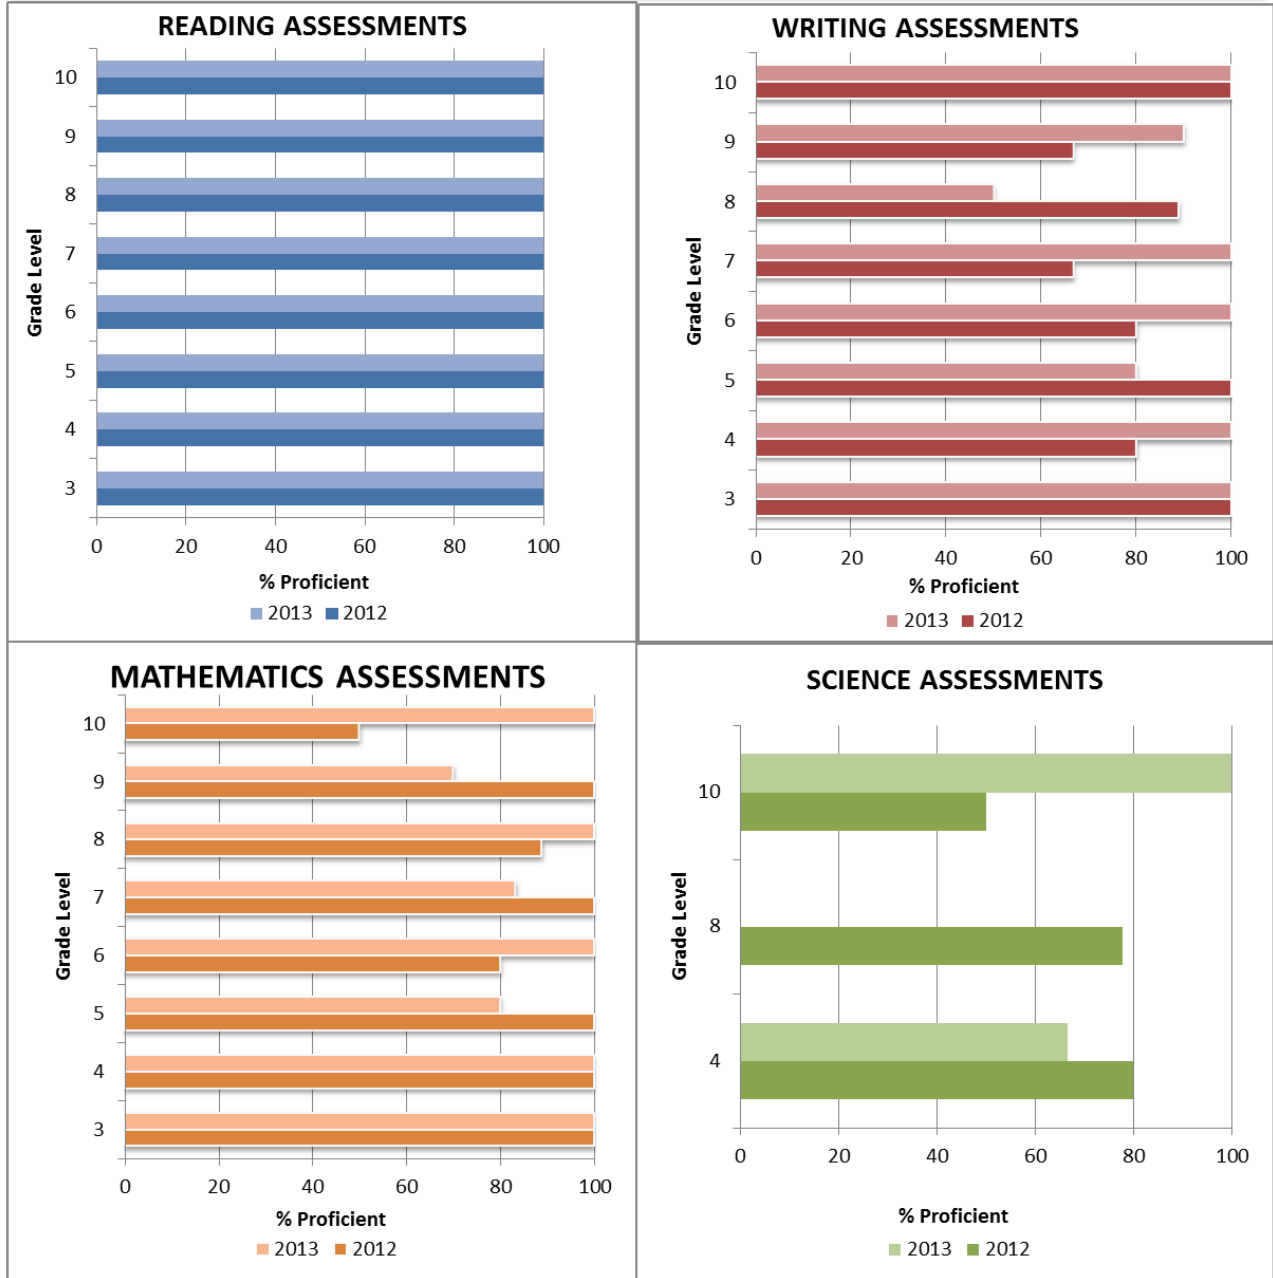 READING ASSESSMENTS
10
9
8
7
6
5
4
3
Grade Level
0 20 40 60 80 100
% Proficient
2013 2012
WRITING ASSESSMENTS
10
9
8
7
6
5
4
3
Grade Level
0 20 40 60 80 100
% Proficient
2013 2012
MATHEMATICS ASSESSMENTS
10
9
8
7
6
5
4
3
Grade Level
0 20 40 60 80 100
% Proficient
2013 2012
SCIENCE ASSESSMENTS
10
8
4
Grade Level
0 20 40 60 80 100
% Proficient
2013 2012